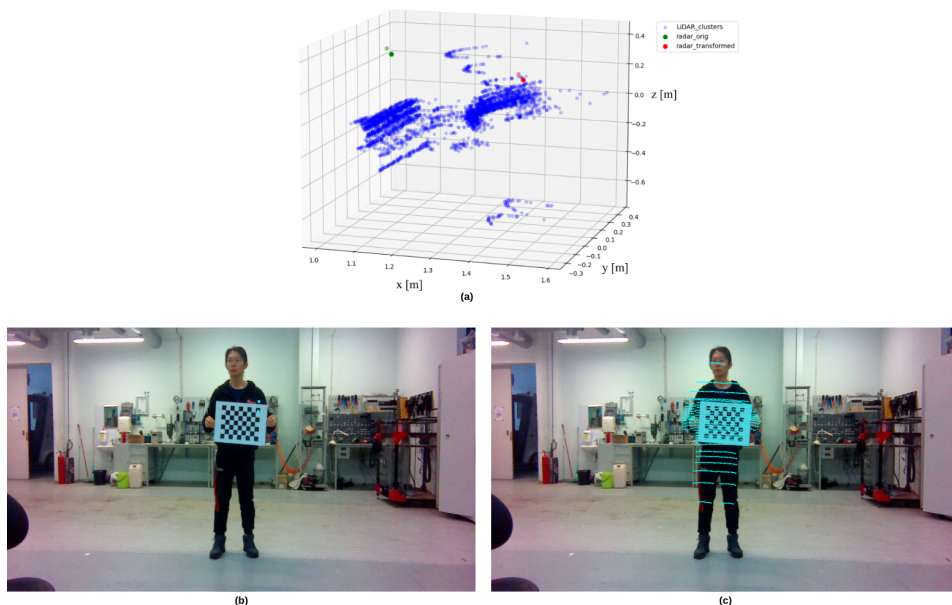 LiDAR_clusters
radar_orig
radar_transformed
0.4
0.2
0.0
−0.2
−0.4
−0.6
z [m]
0.4
0.3
0.2
0.1
0.0
−0.1
−0.2
−0.3
y [m]
1.0
1.1
1.2
1.3
1.4
1.5
1.6
x [m]
(a)
(b)
(c)